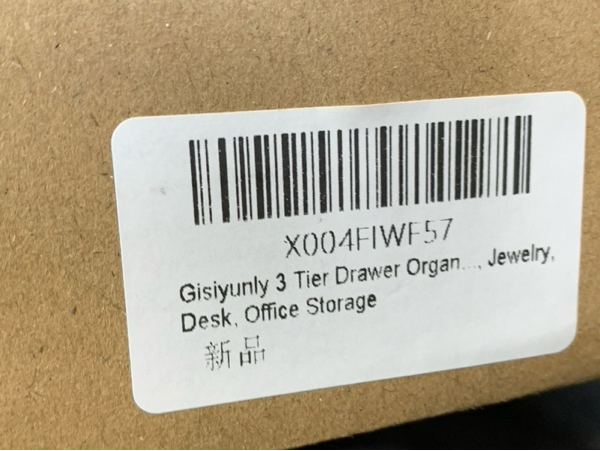 X004FIWF57
Gisiyunly 3 Tier Drawer Organ..., Jewelry,
Desk, Office Storage
新品